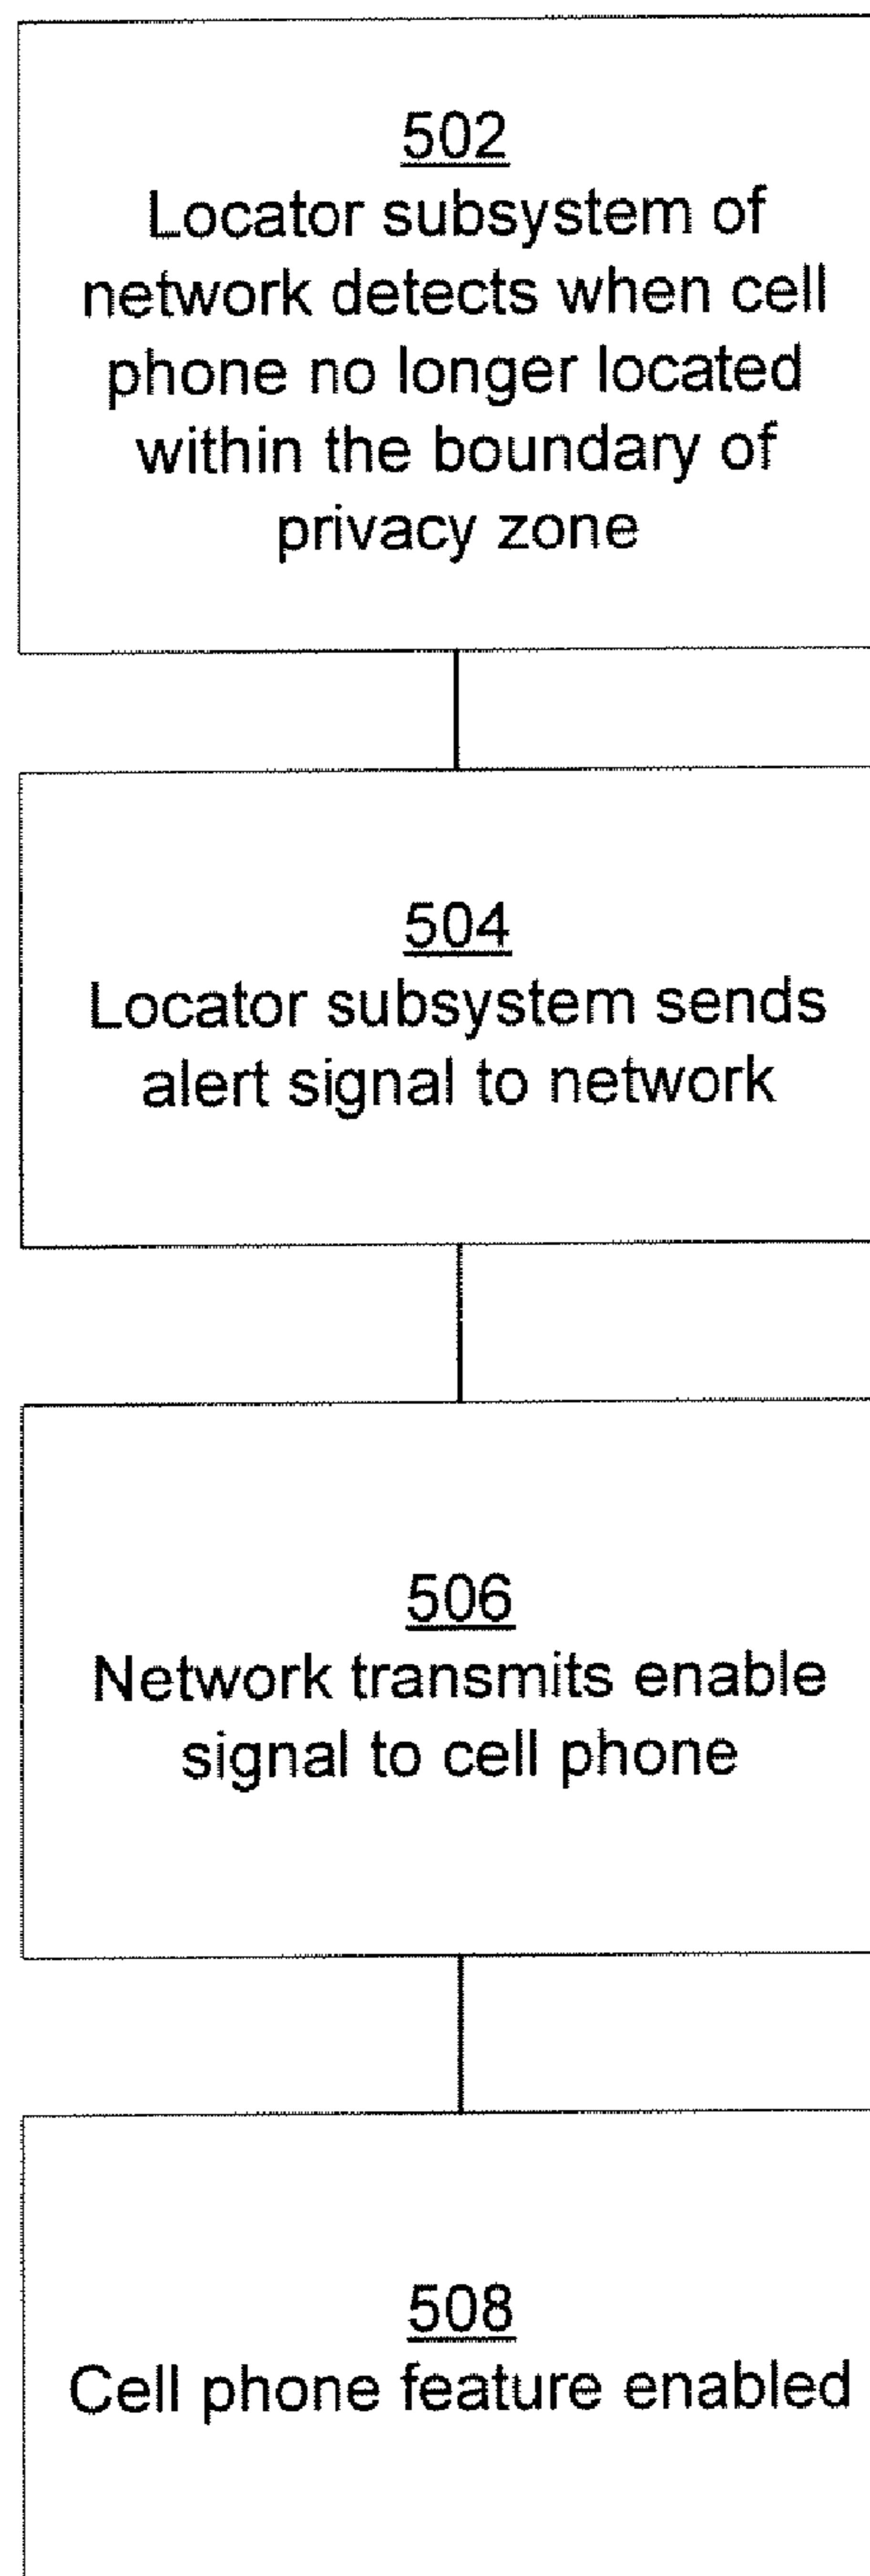 502
Locator subsystem of
network detects when cell
phone no longer located
within the boundary of
privacy zone
504
Locator subsystem sends
alert signal to network
506
Network transmits enable
signal to cell phone
508
Cell phone feature enabled